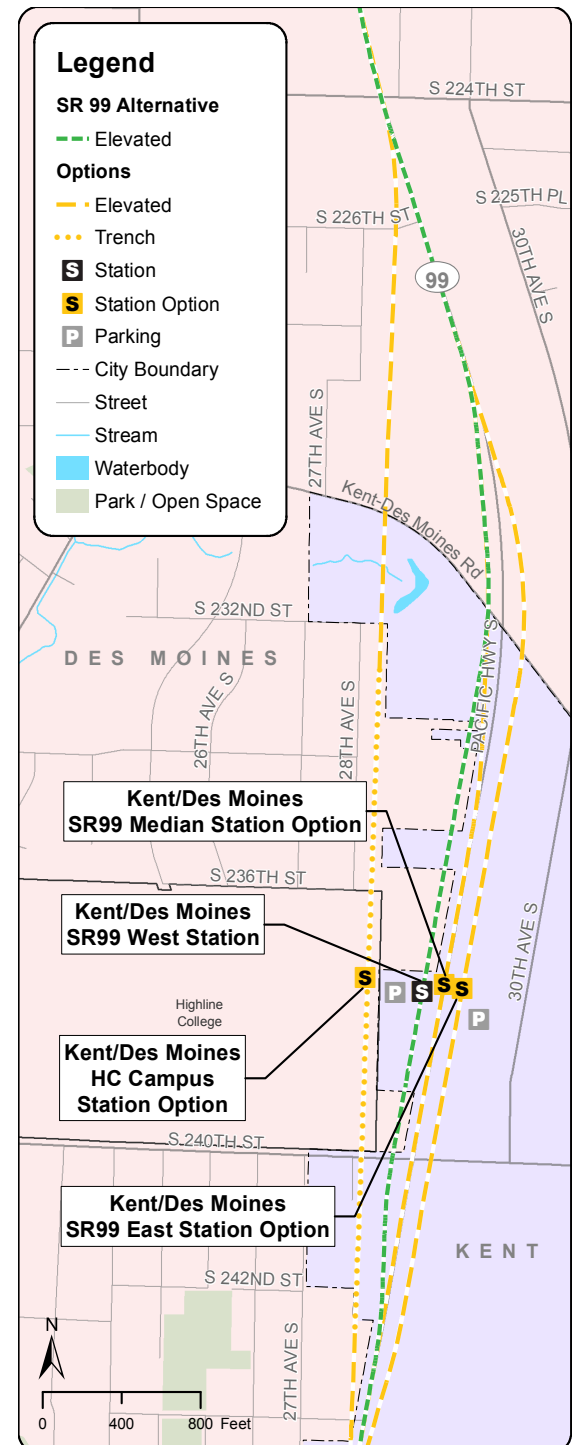 Legend
SR 99 Alternative
Elevated
Options
Elevated
Trench
S Station
S Station Option
P Parking
City Boundary
Street
Stream
Waterbody
Park / Open Space
S 224TH ST
S 225TH PL
S 226TH ST
30TH AVE S
99
27TH AVE S
Kent-Des Moines Rd
S 232ND ST
DES MOINES
PACIFIC HWY S
26TH AVE S
28TH AVE S
Kent/Des Moines
SR99 Median Station Option
S 236TH ST
Kent/Des Moines
SR99 West Station
30TH AVE S
S
P
S
S
S
P
Highline
College
Kent/Des Moines
HC Campus
Station Option
S 240TH ST
Kent/Des Moines
SR99 East Station Option
KENT
S 242ND ST
27TH AVE S
N
0 400 800 Feet